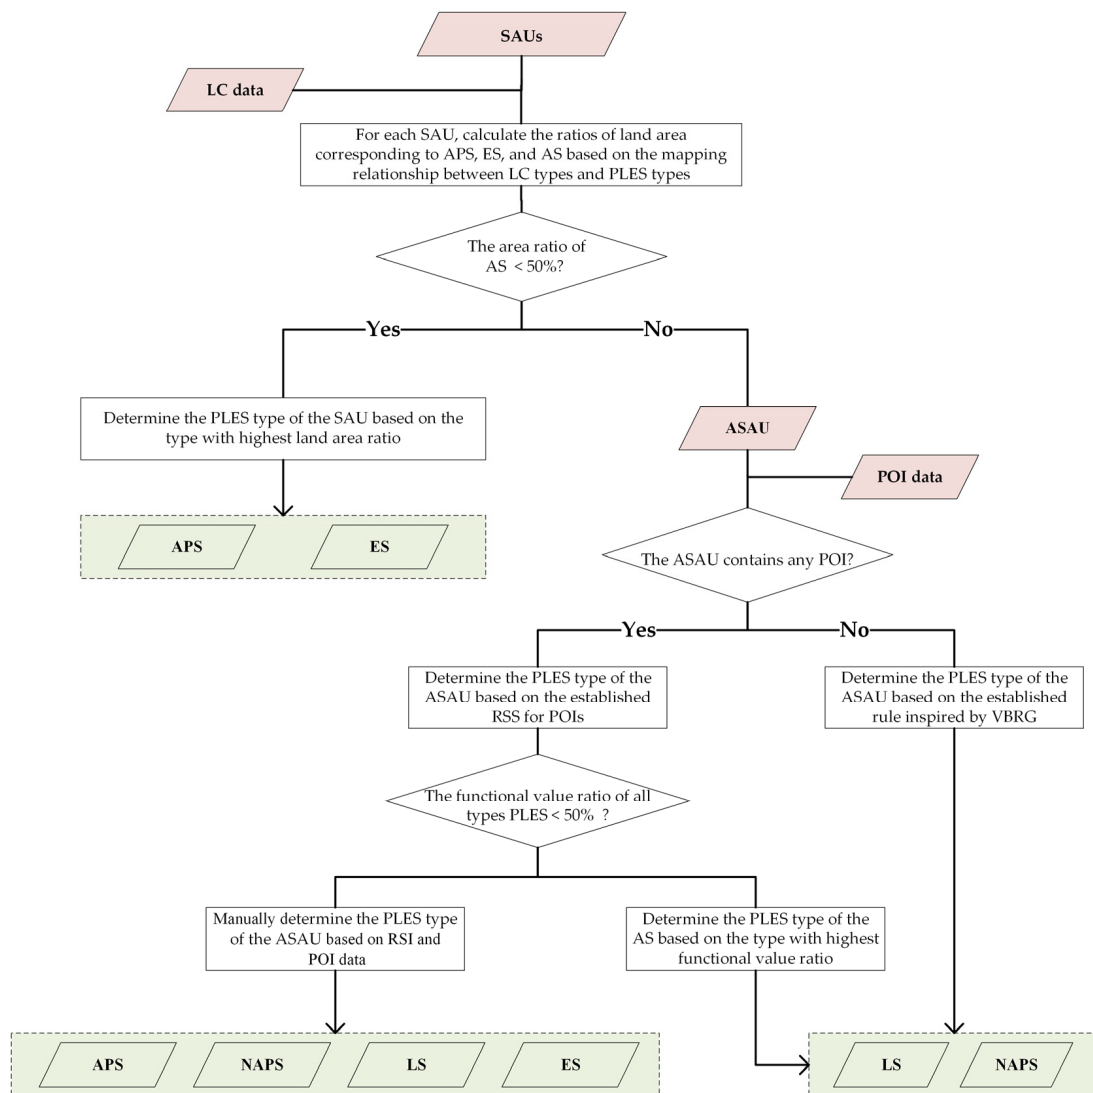 SAUs
LC data
For each SAU, calculate the ratios of land area
corresponding to APS, ES, and AS based on the mapping
relationship between LC types and PLES types
The area ratio of
AS < 50%?
Yes
No
Determine the PLES type of the SAU based on the
type with highest land area ratio
ASAU
POI data
APS
ES
The ASAU contains any POI?
Yes
No
Determine the PLES type of the
ASAU based on the established
RSS for POIs
Determine the PLES type of the
ASAU based on the established
rule inspired by VBRG
The functional value ratio of all
types PLES < 50% ?
Manually determine the PLES type
of the ASAU based on RSI and
POI data
Determine the PLES type of the
AS based on the type with highest
functional value ratio
APS
NAPS
LS
ES
LS
NAPS